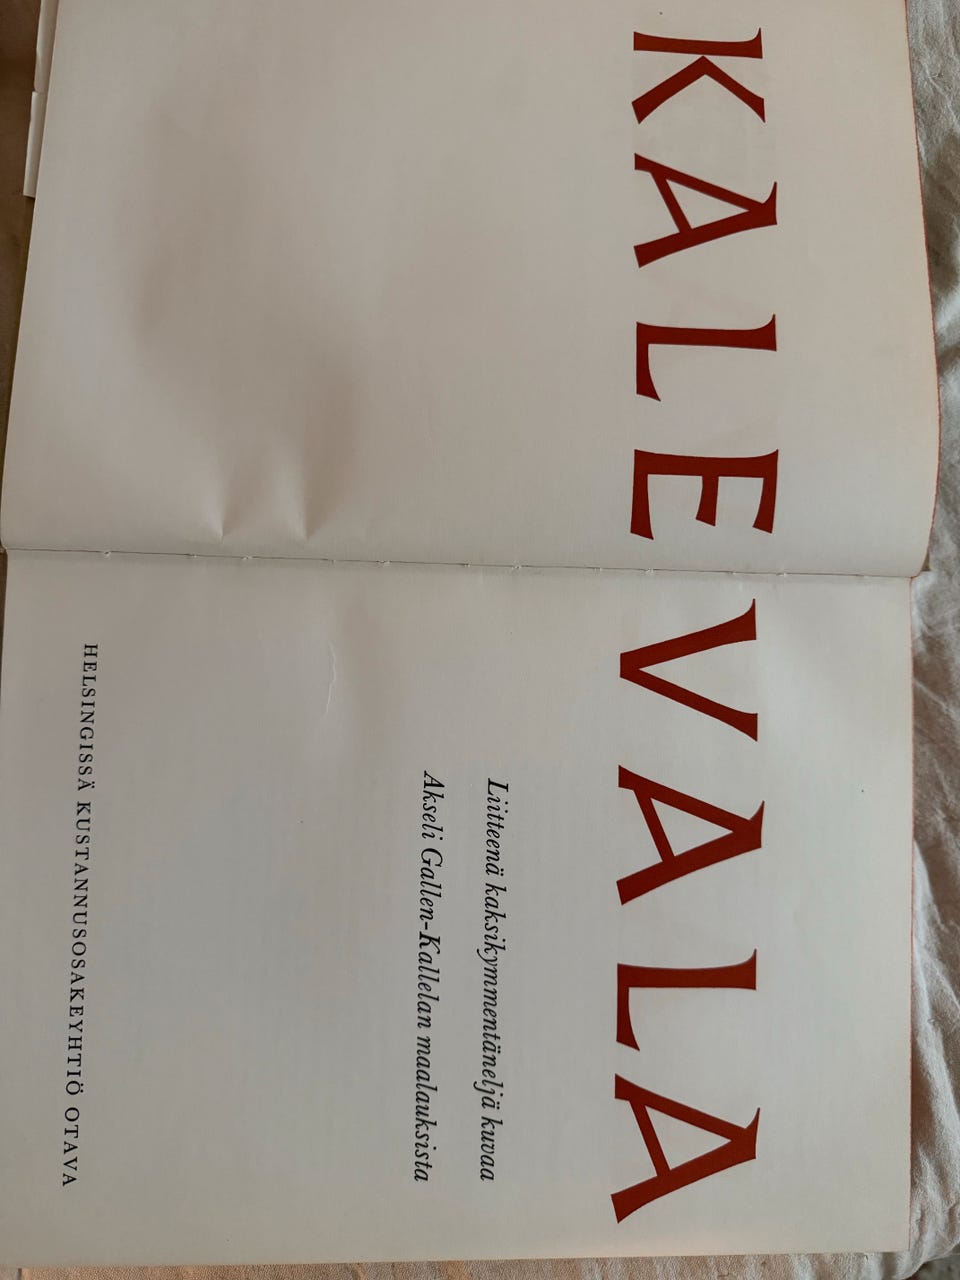 KALEVALA
Liitteenä kaksikymmentäneljä kuvaa
Akseli Gallen-Kallelan maalauksista
HELSINGISSÄ KUSTANNUSOSAKEYHTIÖ OTAVA